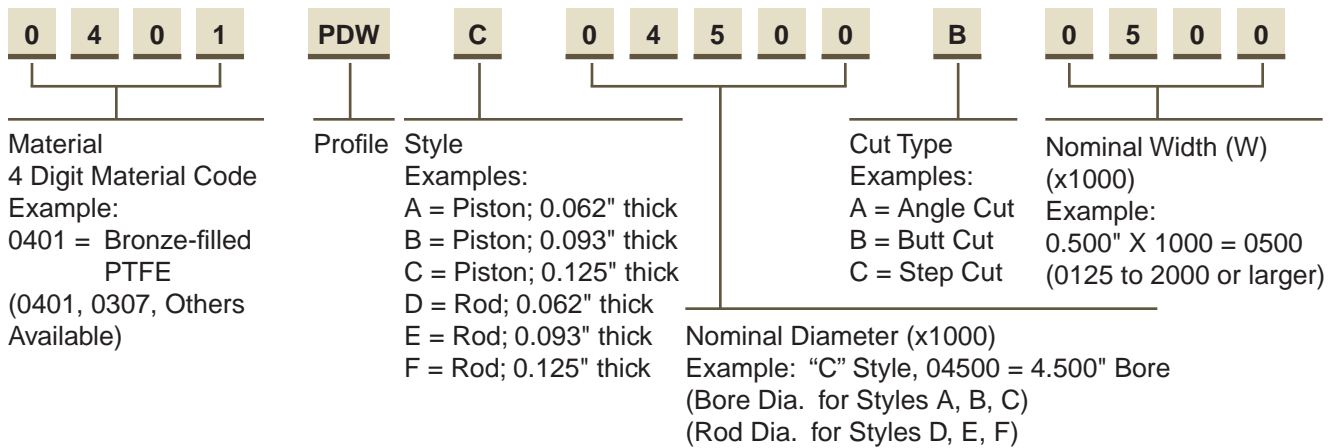 0 4 0 1 PDW C 0 4 5 0 0 B 0 5 0 0
Material
4 Digit Material Code
Example:
0401 = Bronze-filled
PTFE
(0401, 0307, Others
Available)
Profile
Style
Examples:
A = Piston; 0.062" thick
B = Piston; 0.093" thick
C = Piston; 0.125" thick
D = Rod; 0.062" thick
E = Rod; 0.093" thick
F = Rod; 0.125" thick
Nominal Diameter (x1000)
Example: “C” Style, 04500 = 4.500" Bore
(Bore Dia. for Styles A, B, C)
(Rod Dia. for Styles D, E, F)
Cut Type
Examples:
A = Angle Cut
B = Butt Cut
C = Step Cut
Nominal Width (W)
(x1000)
Example:
0.500" X 1000 = 0500
(0125 to 2000 or larger)